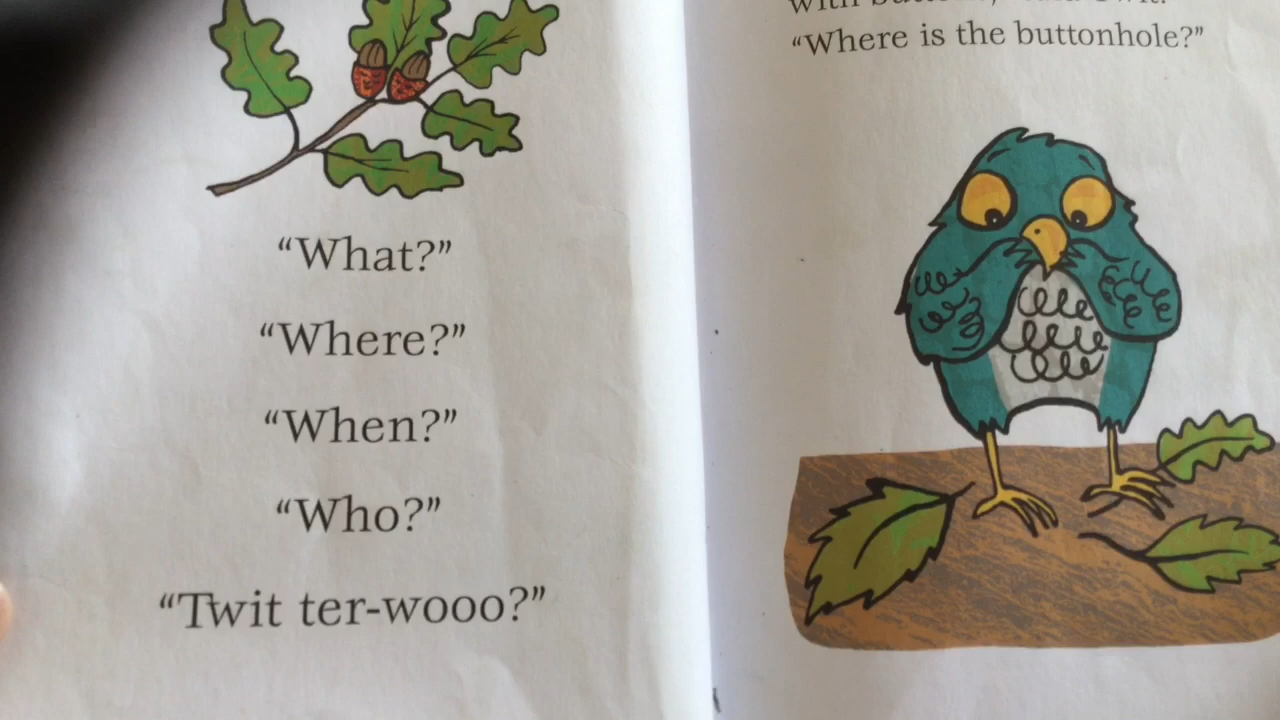 “What?”
“Where?”
“When?”
“Who?”
“Twit ter-wooo?”
“Where is the buttonhole?”